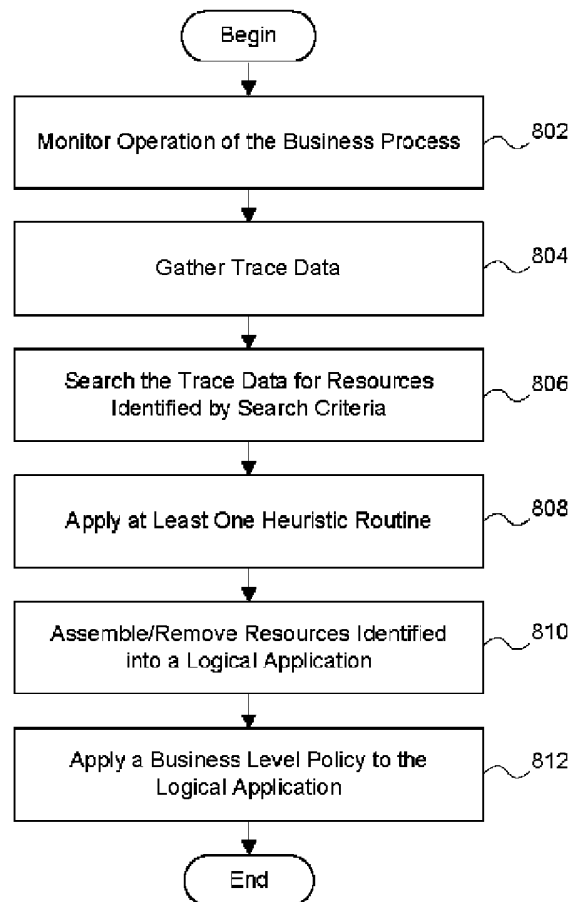 Begin
Monitor Operation of the Business Process
802
Gather Trace Data
804
Search the Trace Data for Resources
Identified by Search Criteria
806
Apply at Least One Heuristic Routine
808
Assemble/Remove Resources Identified
into a Logical Application
810
Apply a Business Level Policy to the
Logical Application
812
End